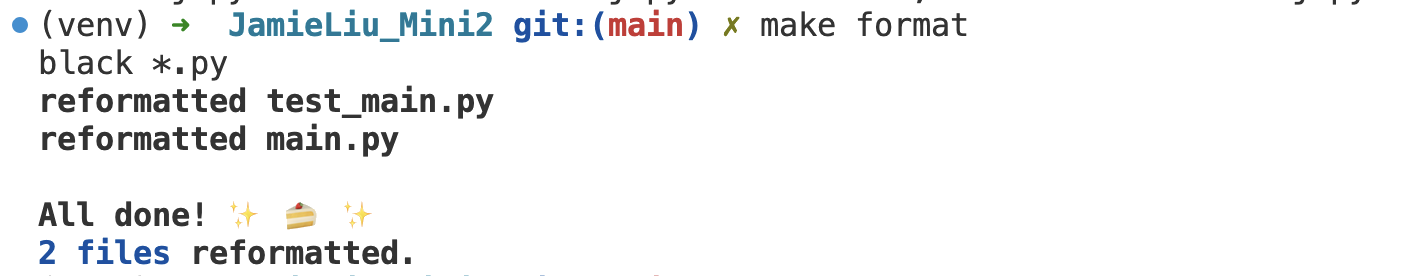 (venv) ➜ JamieLiu_Mini2 git:(main) ✗ make format
black *.py
reformatted test_main.py
reformatted main.py
All done! ✨ 🍰 ✨
2 files reformatted.